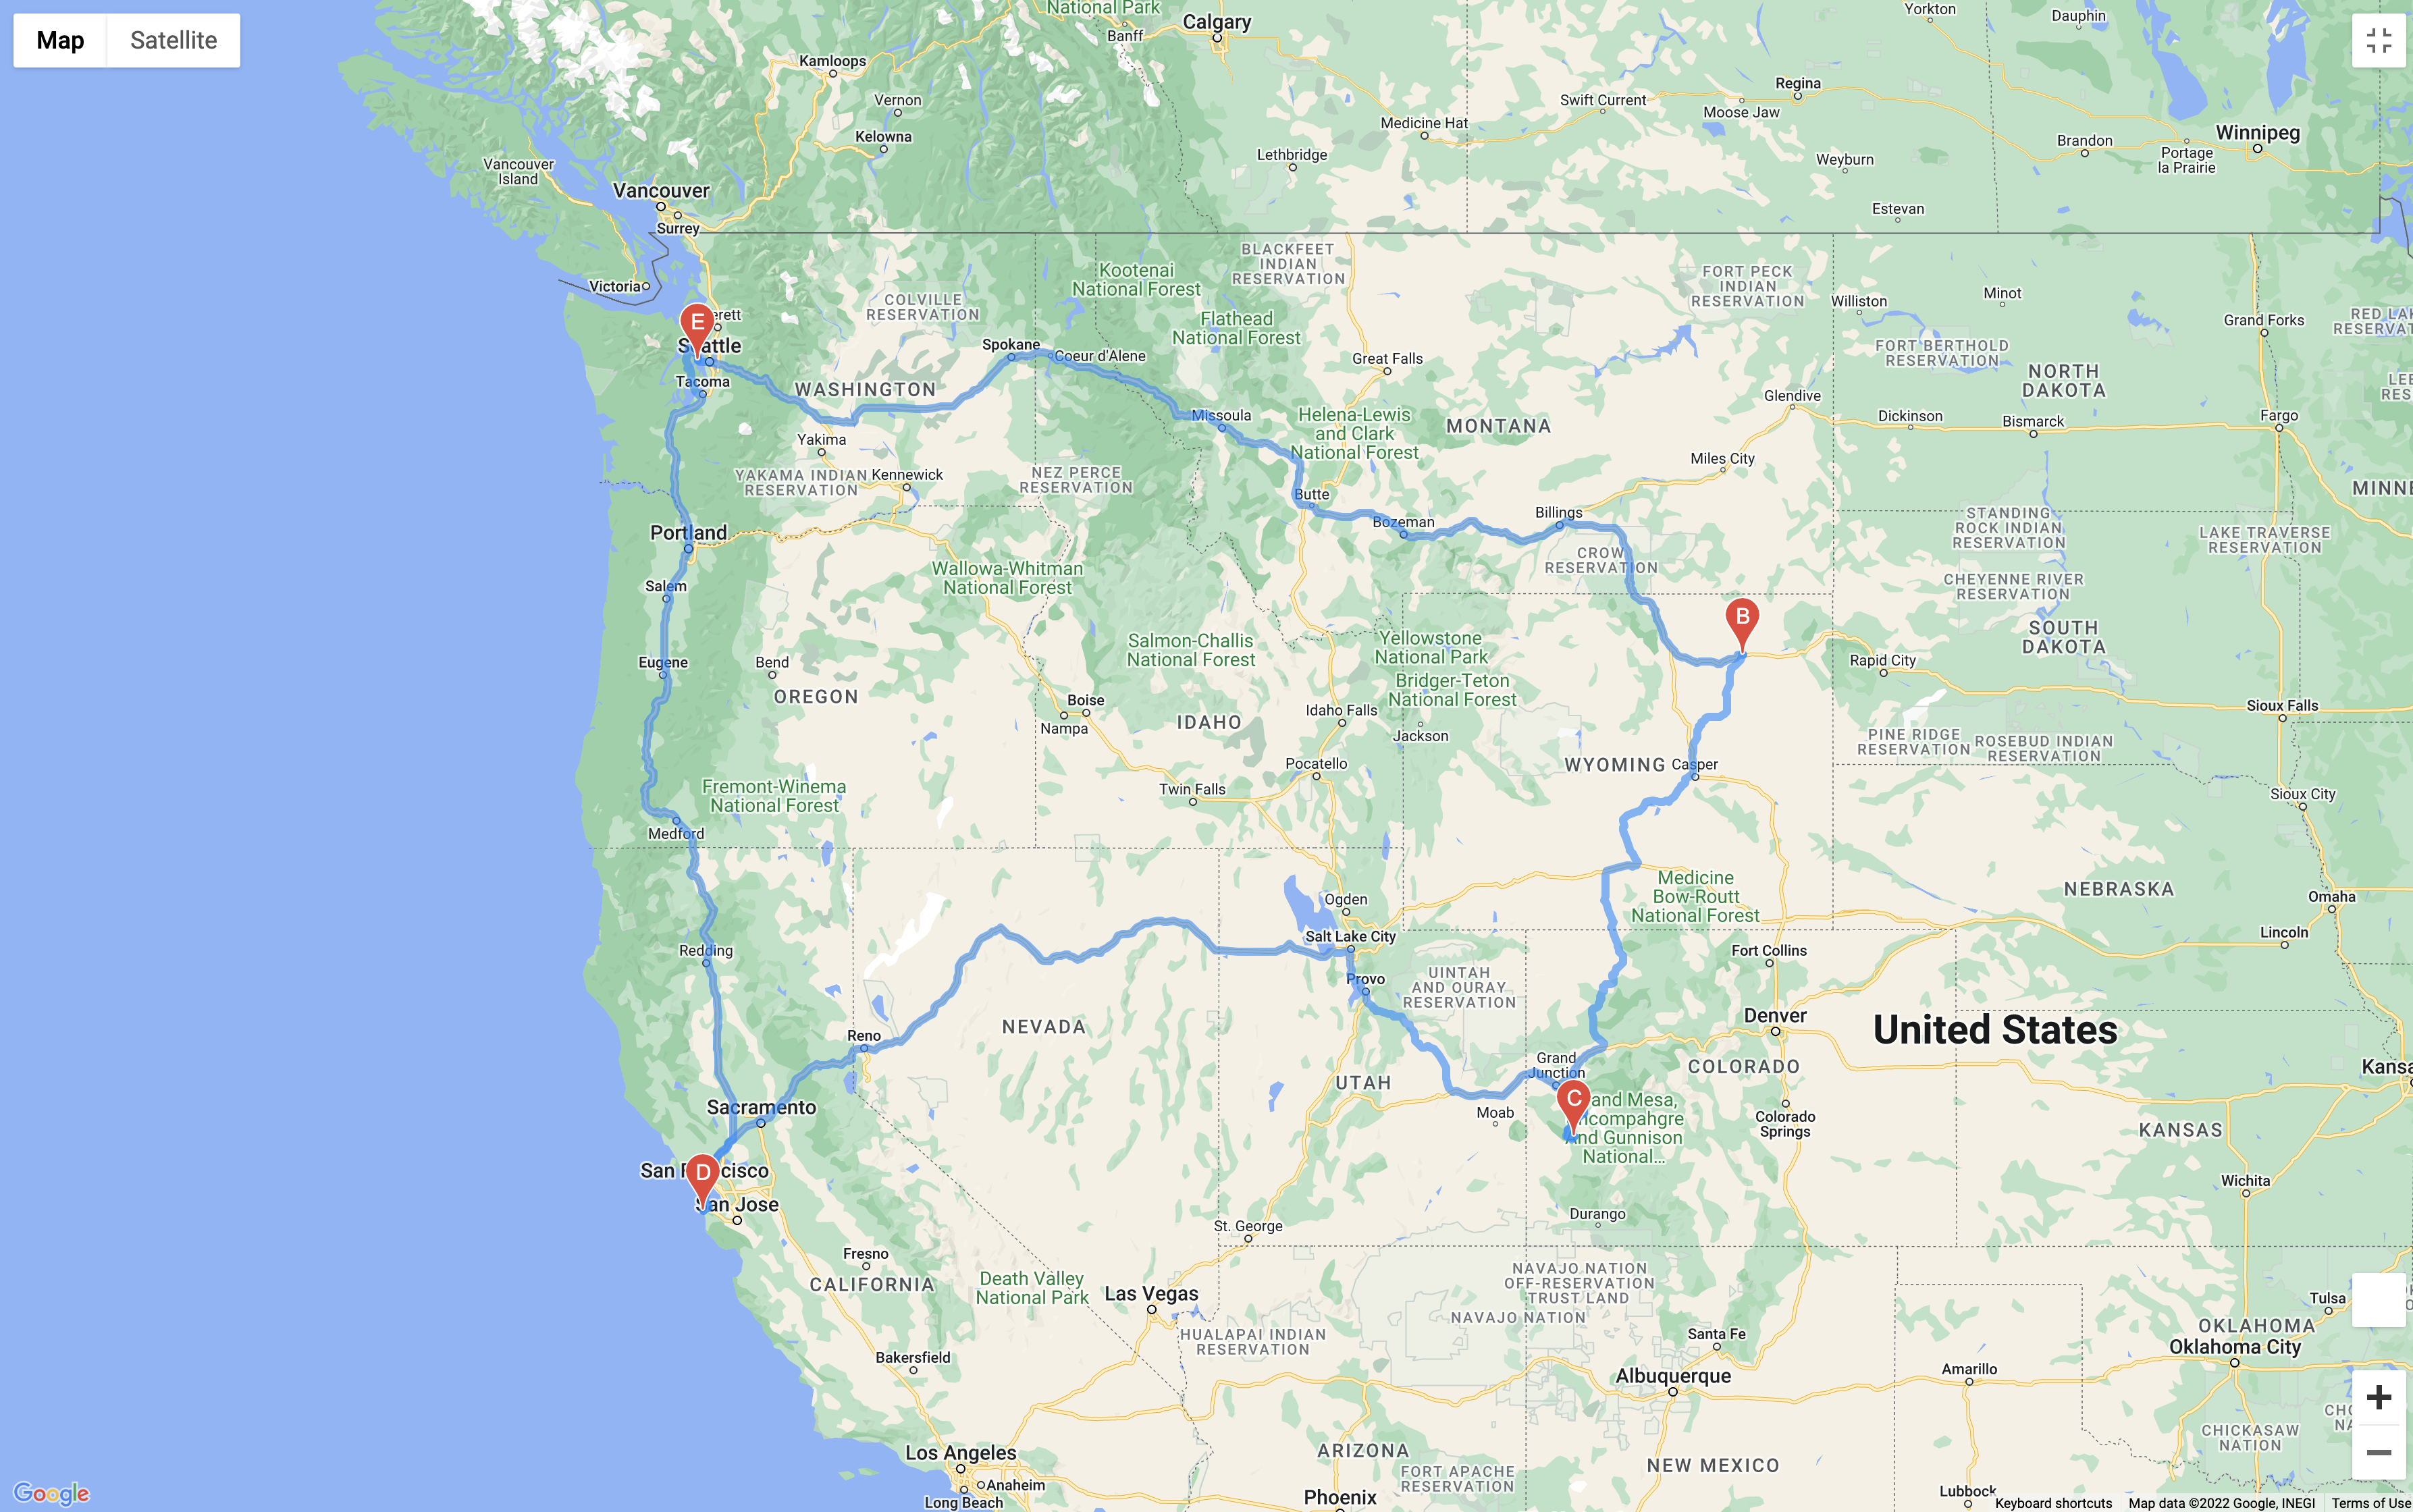 Map
Satellite
National Park
Banff
Calgary
Yorkton
Dauphin
Kamloops
Vernon
Kelowna
Medicine Hat
Swift Current
Moose Jaw
Regina
Brandon
Winnipeg
Portage
la Prairie
Lethbridge
Weyburn
Estevan
Vancouver
Island
Vancouver
Surrey
Victoria
COLVILLE
RESERVATION
Kootenai
National Forest
BLACKFEET
INDIAN
RESERVATION
Flathead
National Forest
FORT PECK
INDIAN
RESERVATION
Williston
Minot
Grand Forks
RED LAK
RESERVAT
E
erett
Seattle
Tacoma
WASHINGTON
Spokane
Coeur d'Alene
Great Falls
FORT BERTHOLD
RESERVATION
NORTH
DAKOTA
LEE
RES
Glendive
Dickinson
Bismarck
Fargo
Missoula
Helena-Lewis
and Clark
National Forest
MONTANA
Miles City
Yakima
YAKAMA INDIAN
RESERVATION
Kennewick
NEZ PERCE
RESERVATION
Butte
Bozeman
Billings
CROW
RESERVATION
STANDING
ROCK INDIAN
RESERVATION
MINNE
LAKE TRAVERSE
RESERVATION
Portland
Salem
Wallowa-Whitman
National Forest
CHEYENNE RIVER
RESERVATION
B
SOUTH
DAKOTA
Salmon-Challis
National Forest
Yellowstone
National Park
Bridger-Teton
National Forest
Eugene
Bend
OREGON
Rapid City
Boise
Nampa
IDAHO
Idaho Falls
Jackson
Sioux Falls
PINE RIDGE
RESERVATION
ROSEBUD INDIAN
RESERVATION
WYOMING
Casper
Pocatello
Twin Falls
Fremont-Winema
National Forest
Medford
Sioux City
Medicine
Bow-Routt
National Forest
NEBRASKA
Omaha
Lincoln
Ogden
Salt Lake City
Provo
Redding
Fort Collins
UINTAH
AND OURAY
RESERVATION
Denver
United States
Reno
NEVADA
Grand
Junction
COLORADO
UTAH
Kansa
Sacramento
Moab
C
and Mesa,
ncompahgre
And Gunnison
National...
Colorado
Springs
KANSAS
San F
cisco
D
San Jose
Wichita
Durango
St. George
Fresno
CALIFORNIA
Death Valley
National Park
Las Vegas
NAVAJO NATION
OFF-RESERVATION
TRUST LAND
NAVAJO NATION
HUALAPAI INDIAN
RESERVATION
Santa Fe
Tulsa
OKLAHOMA
Oklahoma City
Bakersfield
Albuquerque
Amarillo
CHICKASAW
NATION
CHO
NA
Los Angeles
Anaheim
Long Beach
ARIZONA
FORT APACHE
RESERVATION
Phoenix
NEW MEXICO
Lubbock
Google
Keyboard shortcuts
Map data ©2022 Google, INEGI
Terms of Use